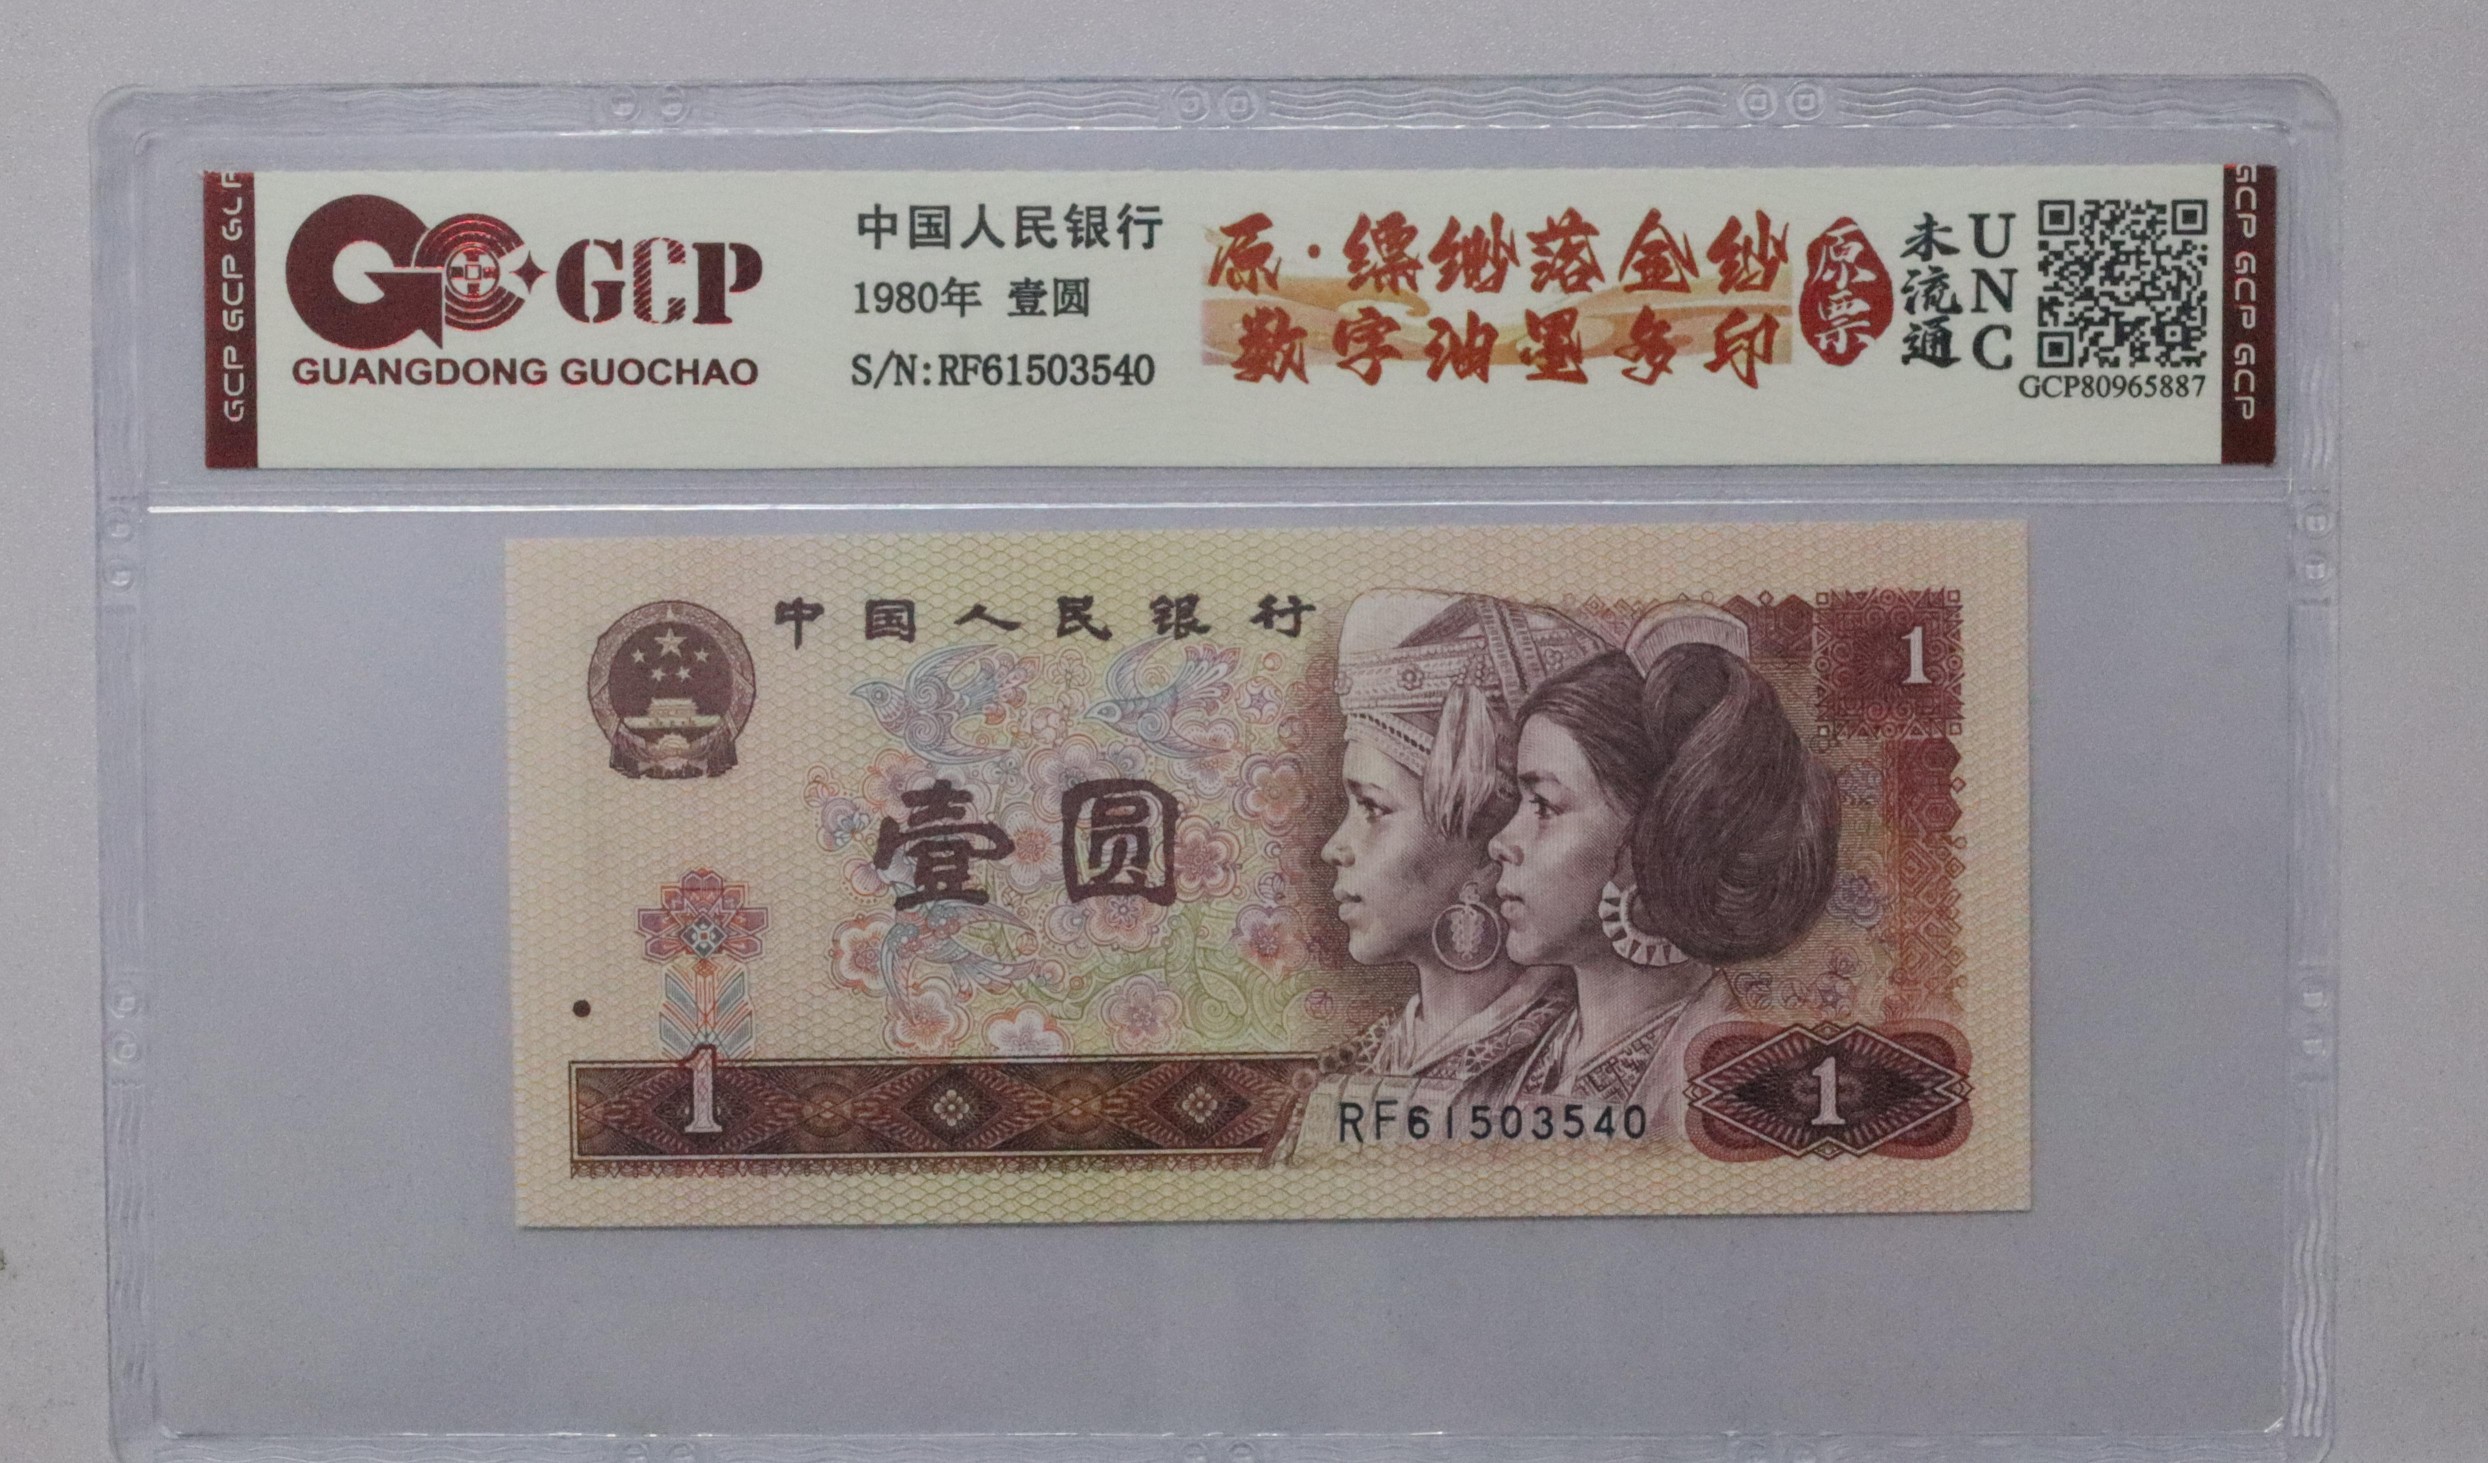 GCP GCP GCP
GCP
GUANGDONG GUOCHAO
中国人民银行
1980年 壹圆
S/N:RF61503540
原·缥缈落金纱
数字油墨多印
原票
未流通
UNC
GCP80965887
GCP GCP GCP
中国人民银行
1
壹圆
1
RF61503540
1